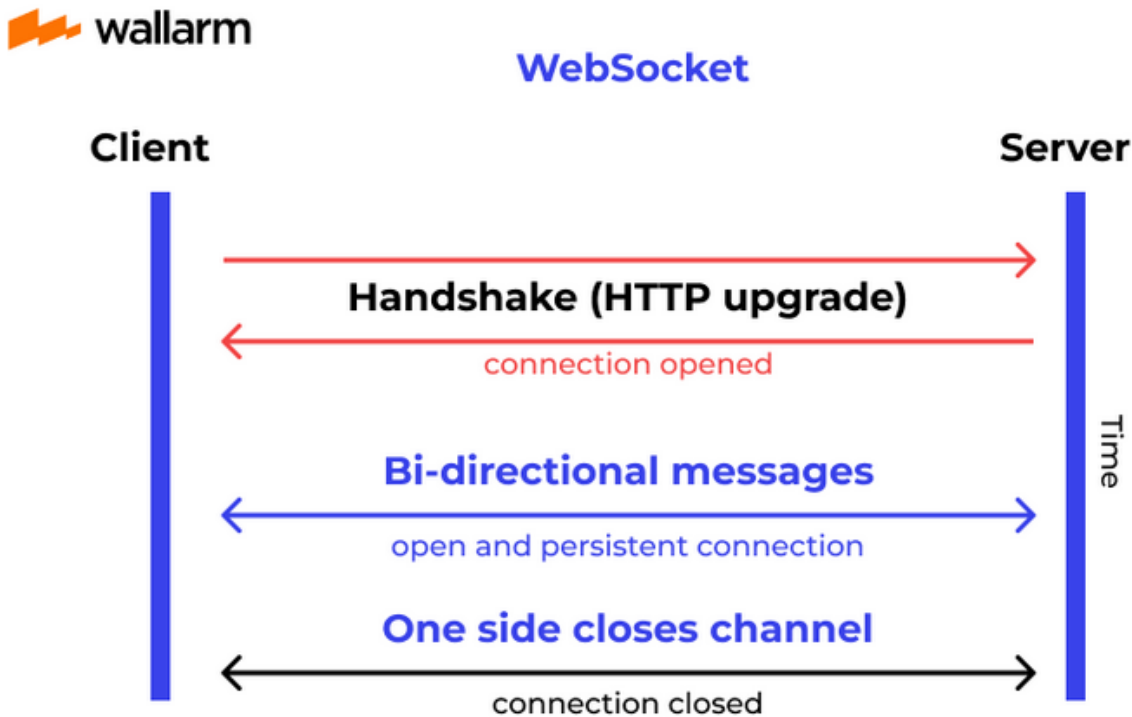 wallarm
WebSocket
Client
Server
Handshake (HTTP upgrade)
connection opened
Time
Bi-directional messages
open and persistent connection
One side closes channel
connection closed